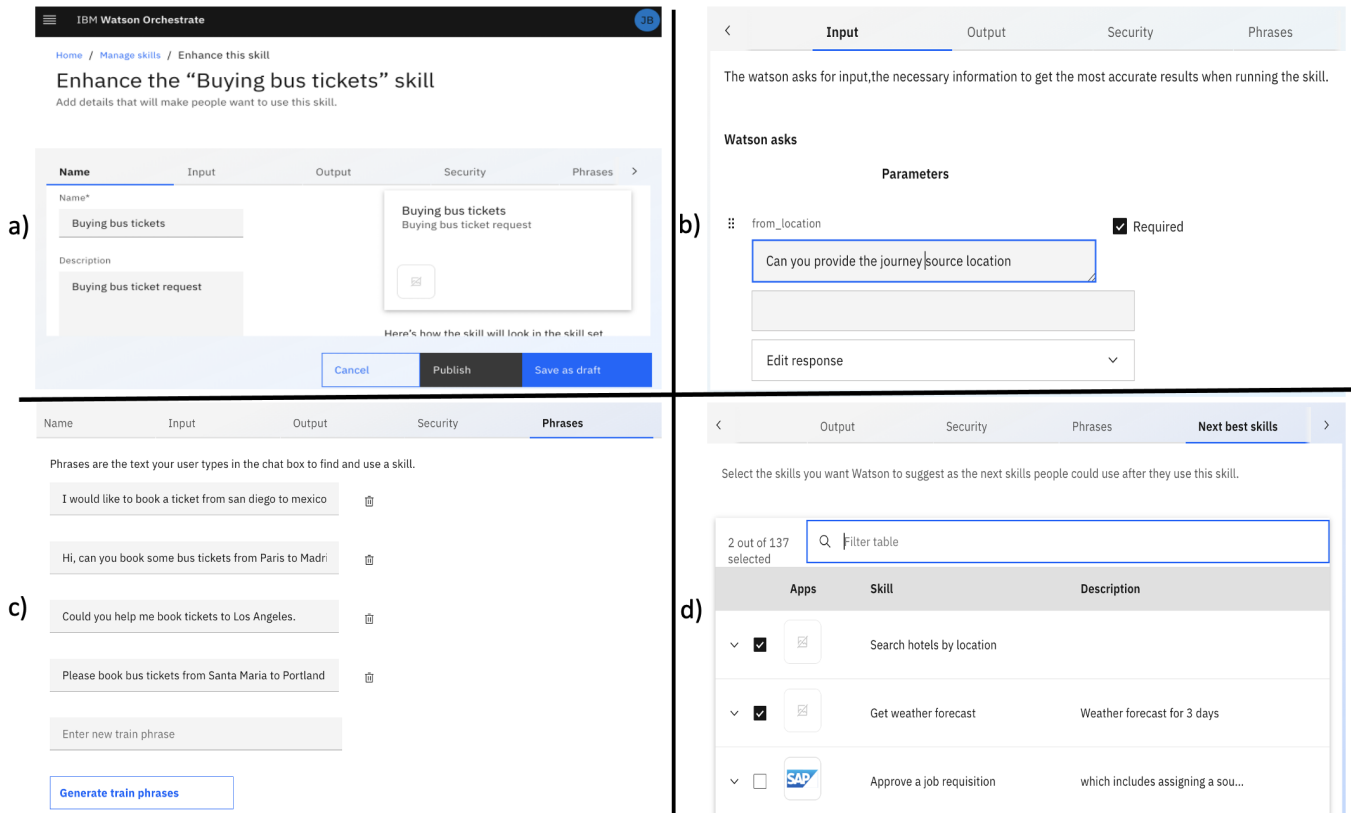 IBM Watson Orchestrate
JB
Home / Manage skills / Enhance this skill
Enhance the “Buying bus tickets” skill
Add details that will make people want to use this skill.
a)
Name Input Output Security Phrases
Name*
Buying bus tickets
Description
Buying bus ticket request
Buying bus tickets
Buying bus ticket request
Here's how the skill will look in the skill set
Cancel Publish Save as draft
b)
Input Output Security Phrases
The watson asks for input,the necessary information to get the most accurate results when running the skill.
Watson asks
Parameters
from_location
Required
Can you provide the journey source location
Edit response
c)
Name Input Output Security Phrases
Phrases are the text your user types in the chat box to find and use a skill.
I would like to book a ticket from san diego to mexico
Hi, can you book some bus tickets from Paris to Madri
Could you help me book tickets to Los Angeles.
Please book bus tickets from Santa Maria to Portland
Enter new train phrase
Generate train phrases
d)
Output Security Phrases Next best skills
Select the skills you want Watson to suggest as the next skills people could use after they use this skill.
2 out of 137
selected
Filter table
Apps Skill Description
Search hotels by location
Get weather forecast Weather forecast for 3 days
SAP Approve a job requisition which includes assigning a sou...